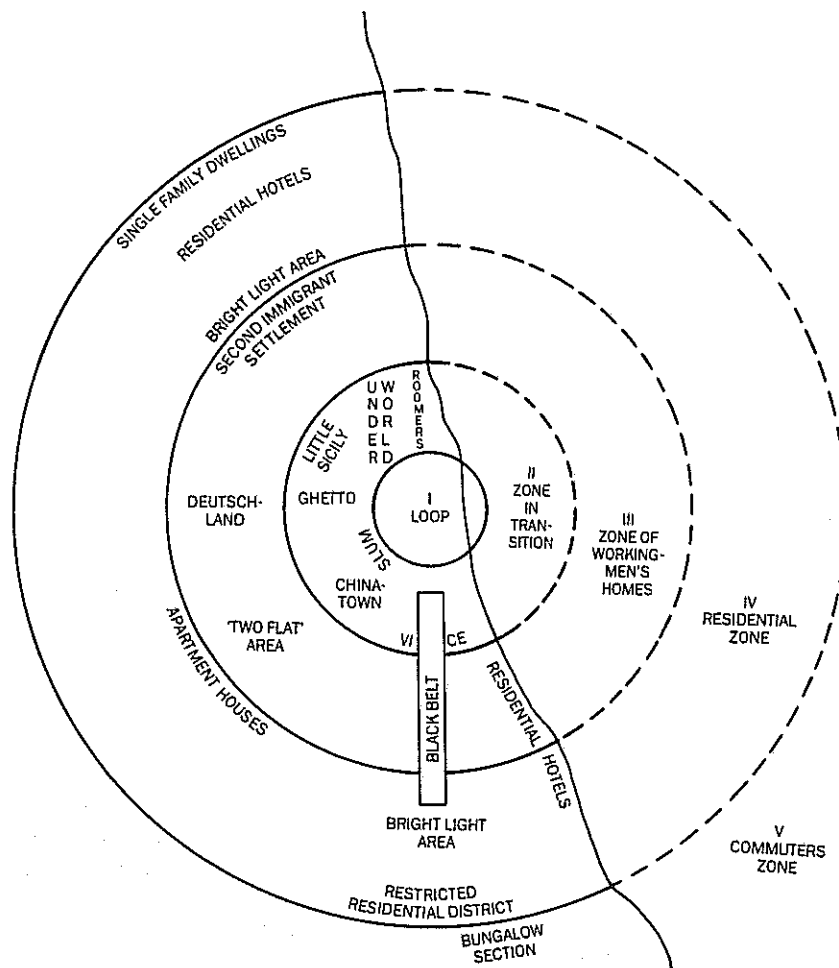 SINGLE FAMILY DWELLINGS
RESIDENTIAL HOTELS
BRIGHT LIGHT AREA
SECOND IMMIGRANT
SETTLEMENT
UNDER
WORLD
ROOMERS
LITTLE
SICILY
GHETTO
I
LOOP
II
ZONE
IN
TRAN-
SITION
DEUTSCH-
LAND
SLUM
III
ZONE OF
WORKING-
MEN'S
HOMES
CHINA-
TOWN
IV
RESIDENTIAL
ZONE
'TWO FLAT'
AREA
VICE
APARTMENT HOUSES
BLACK BELT
RESIDENTIAL HOTELS
BRIGHT LIGHT
AREA
V
COMMUTERS
ZONE
RESTRICTED
RESIDENTIAL DISTRICT
BUNGALOW
SECTION